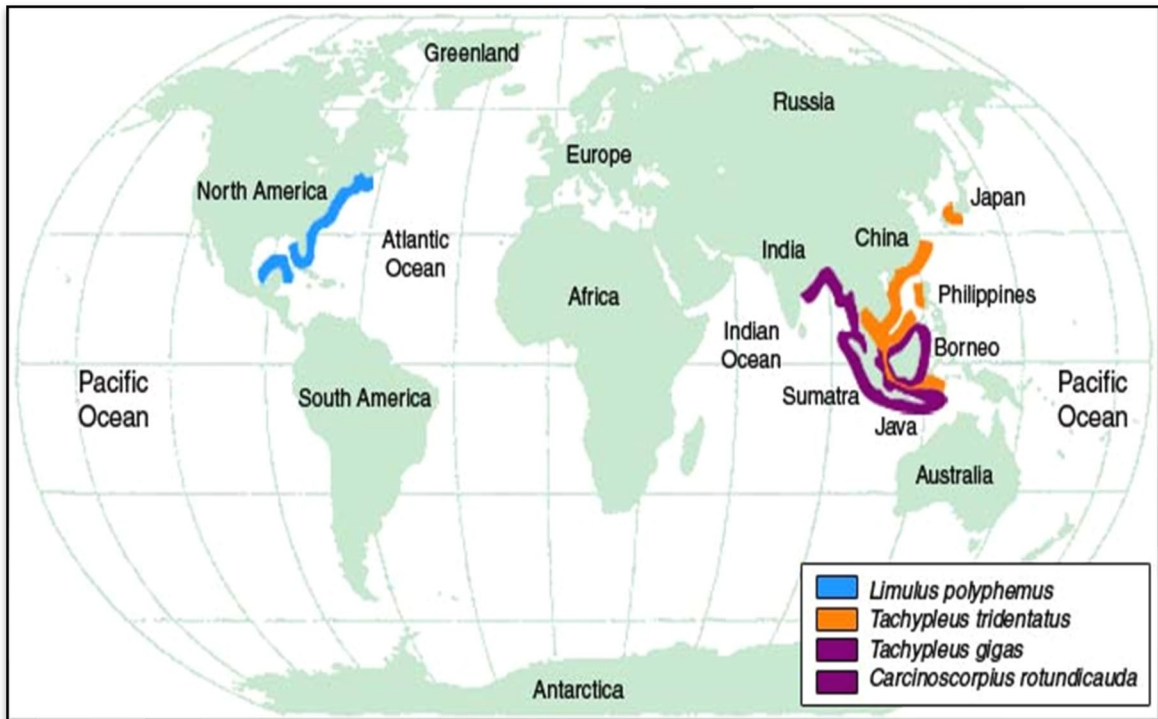 Greenland
Russia
Europe
North America
Japan
Atlantic
Ocean
China
India
Africa
Philippines
Indian
Ocean
Borneo
Pacific
Ocean
South America
Sumatra
Pacific
Ocean
Java
Australia
Limulus polyphemus
Tachypleus tridentatus
Tachypleus gigas
Carcinoscorpius rotundicauda
Antarctica